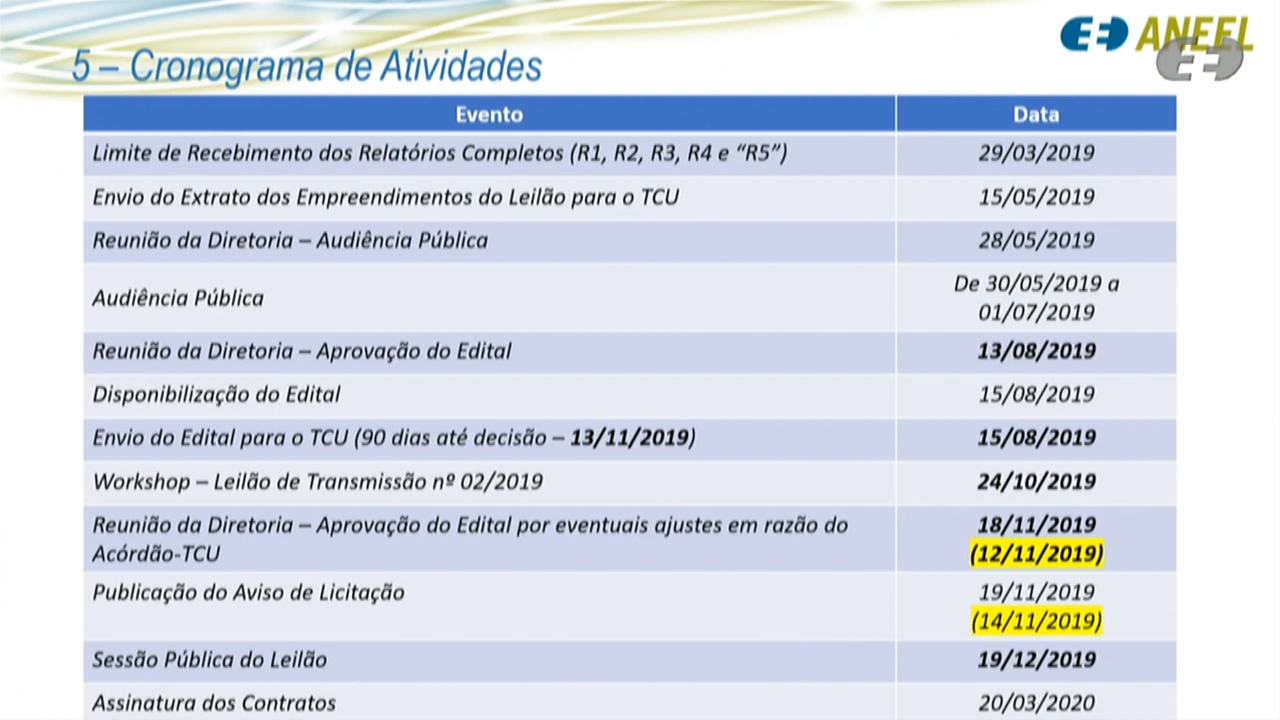 ANEEL
5 – Cronograma de Atividades
Evento Data
Limite de Recebimento dos Relatórios Completos (R1, R2, R3, R4 e “R5”) 29/03/2019
Envio do Extrato dos Empreendimentos do Leilão para o TCU 15/05/2019
Reunião da Diretoria – Audiência Pública 28/05/2019
Audiência Pública De 30/05/2019 a
01/07/2019
Reunião da Diretoria – Aprovação do Edital 13/08/2019
Disponibilização do Edital 15/08/2019
Envio do Edital para o TCU (90 dias até decisão – 13/11/2019) 15/08/2019
Workshop – Leilão de Transmissão nº 02/2019 24/10/2019
Reunião da Diretoria – Aprovação do Edital por eventuais ajustes em razão do 18/11/2019
Acórdão-TCU (12/11/2019)
Publicação do Aviso de Licitação 19/11/2019
(14/11/2019)
Sessão Pública do Leilão 19/12/2019
Assinatura dos Contratos 20/03/2020